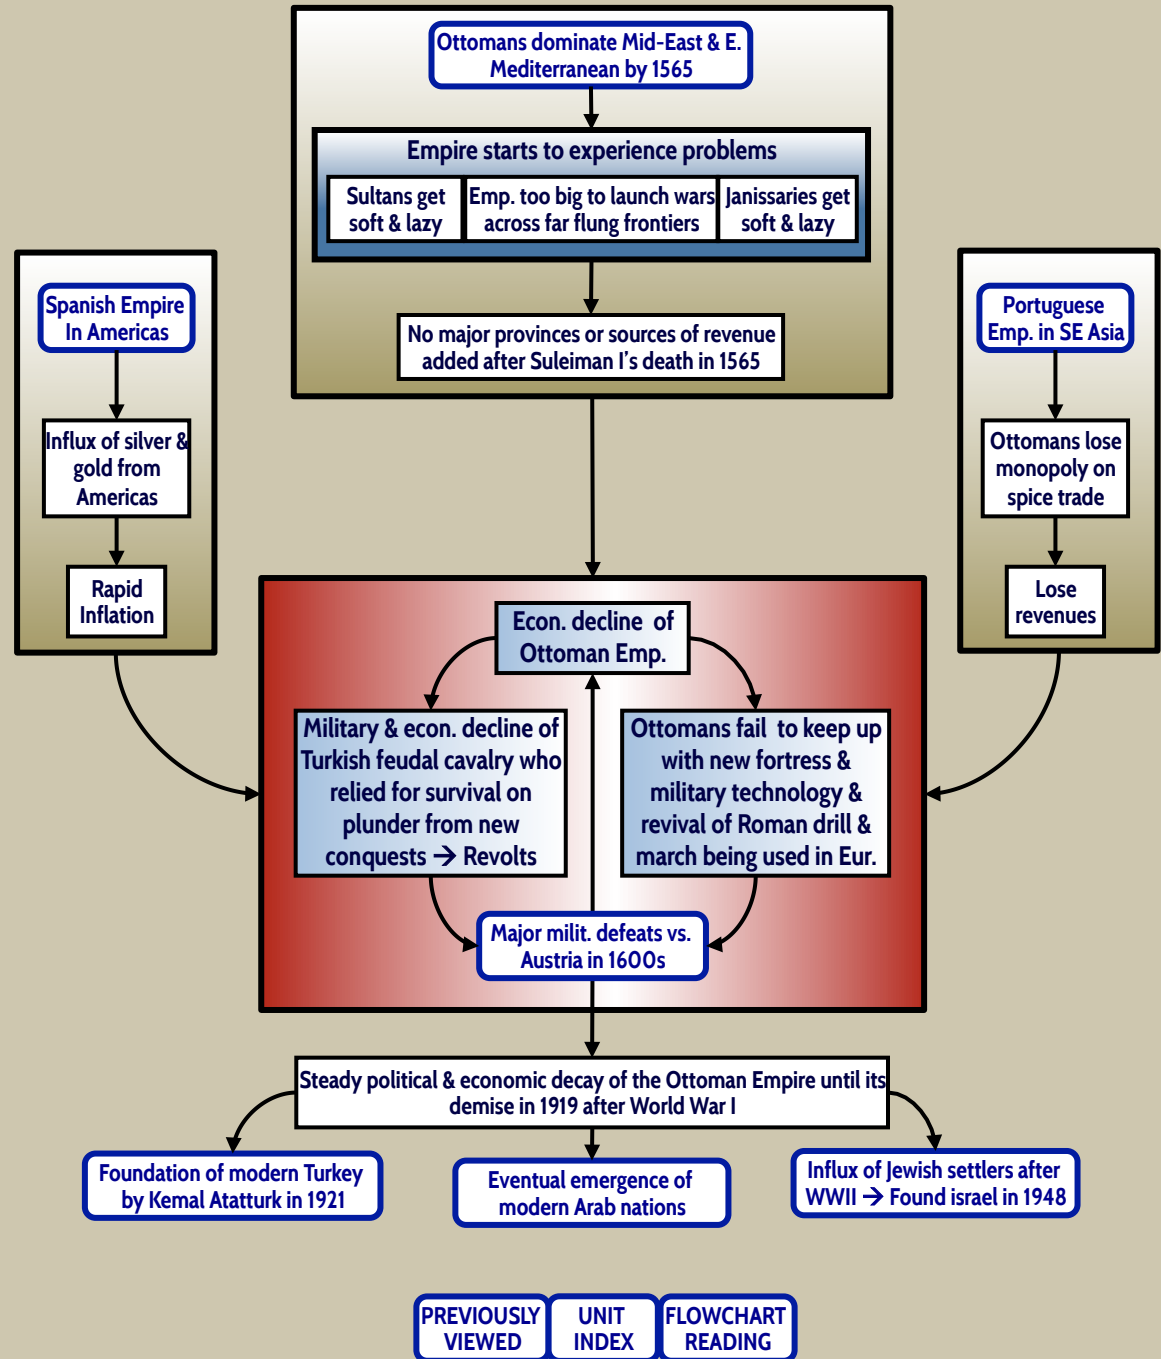 Ottomans dominate Mid-East & E.
Mediterranean by 1565
Empire starts to experience problems
Sultans get
soft & lazy
Emp. too big to launch wars
across far flung frontiers
Janissaries get
soft & lazy
No major provinces or sources of revenue
added after Suleiman I's death in 1565
Spanish Empire
In Americas
Influx of silver &
gold from
Americas
Rapid
Inflation
Portuguese
Emp. in SE Asia
Ottomans lose
monopoly on
spice trade
Lose
revenues
Econ. decline of
Ottoman Emp.
Military & econ. decline of
Turkish feudal cavalry who
relied for survival on
plunder from new
conquests → Revolts
Ottomans fail to keep up
with new fortress &
military technology &
revival of Roman drill &
march being used in Eur.
Major milit. defeats vs.
Austria in 1600s
Steady political & economic decay of the Ottoman Empire until its
demise in 1919 after World War I
Foundation of modern Turkey
by Kemal Atatturk in 1921
Eventual emergence of
modern Arab nations
Influx of Jewish settlers after
WWII → Found israel in 1948
PREVIOUSLY
VIEWED
UNIT
INDEX
FLOWCHART
READING